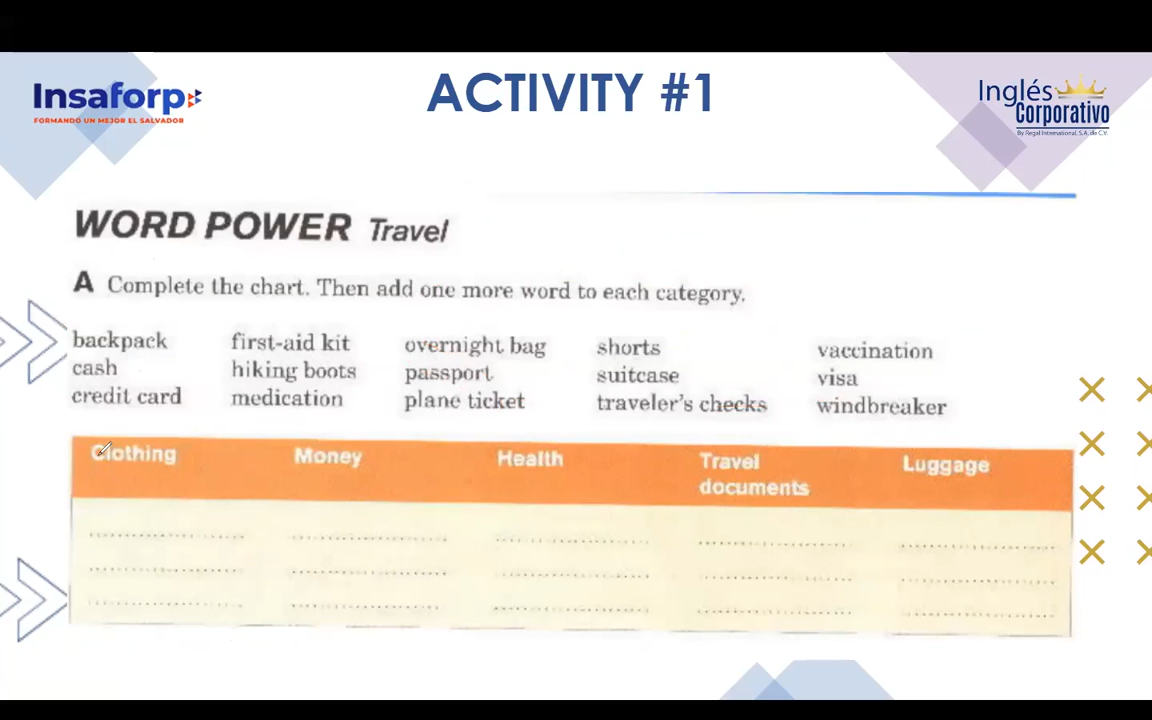 Insaforp
FORMANDO UN MEJOR EL SALVADOR
ACTIVITY #1
Inglés
Corporativo
By Regal International, S.A. de C.V.
WORD POWER Travel
A Complete the chart. Then add one more word to each category.
backpack first-aid kit overnight bag shorts vaccination
cash hiking boots passport suitcase visa
credit card medication plane ticket traveler's checks windbreaker
Clothing Money Health Travel documents Luggage